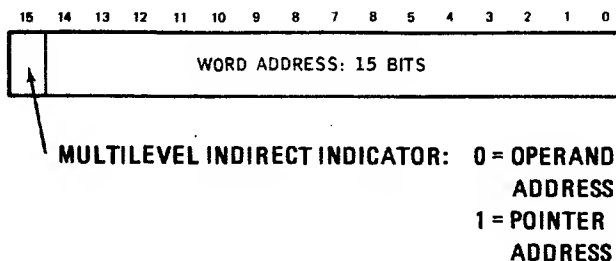 15 14 13 12 11 10 9 8 7 6 5 4 3 2 1 0
WORD ADDRESS: 15 BITS
MULTILEVEL INDIRECT INDICATOR: 0 = OPERAND
ADDRESS
1 = POINTER
ADDRESS